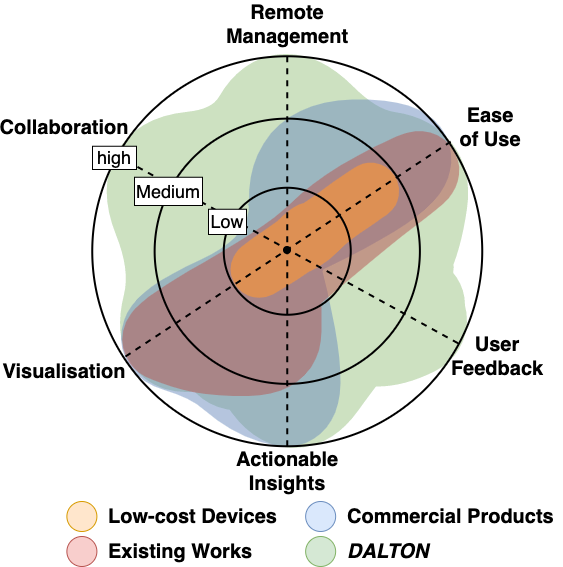 Remote
Management
Collaboration
Ease
of Use
high
Medium
Low
User
Feedback
Visualisation
Actionable
Insights
Low-cost Devices
Commercial Products
Existing Works
DALTON